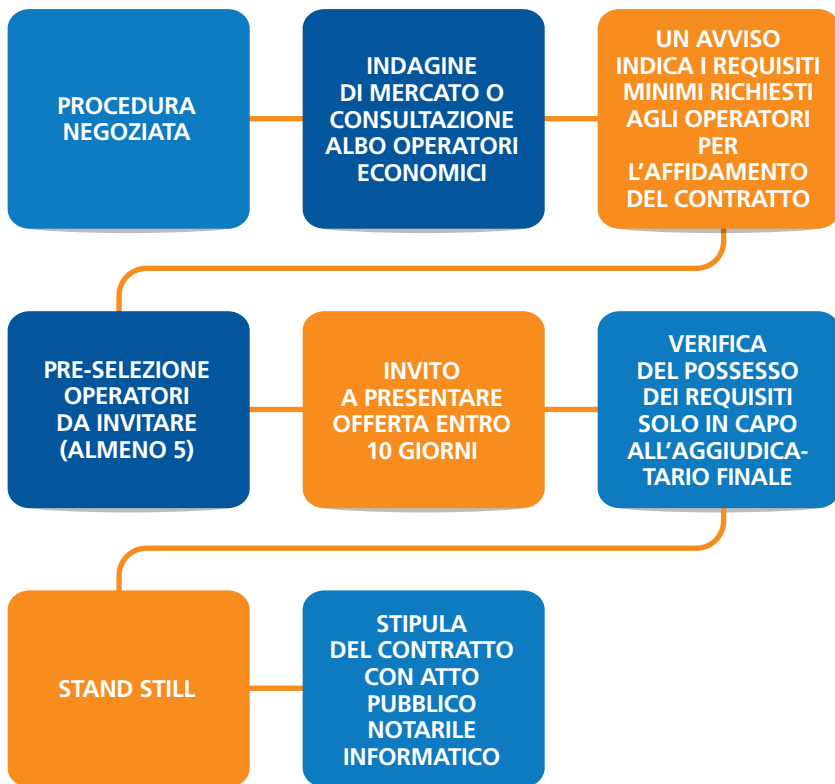 PROCEDURA
NEGOZIATA
INDAGINE
DI MERCATO O
CONSULTAZIONE
ALBO OPERATORI
ECONOMICI
UN AVVISO
INDICA I REQUISITI
MINIMI RICHIESTI
AGLI OPERATORI
PER
L’AFFIDAMENTO
DEL CONTRATTO
PRE-SELEZIONE
OPERATORI
DA INVITARE
(ALMENO 5)
INVITO
A PRESENTARE
OFFERTA ENTRO
10 GIORNI
VERIFICA
DEL POSSESSO
DEI REQUISITI
SOLO IN CAPO
ALL’AGGIUDICA-
TARIO FINALE
STAND STILL
STIPULA
DEL CONTRATTO
CON ATTO
PUBBLICO
NOTARILE
INFORMATICO